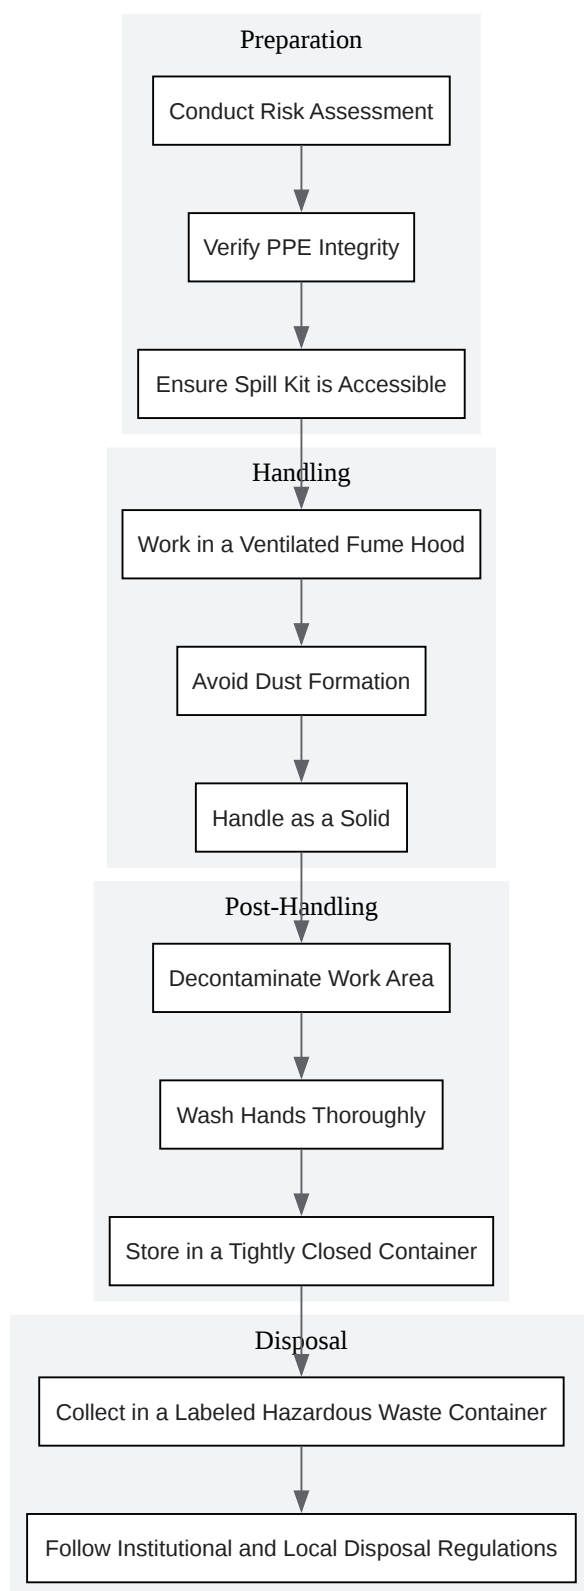 Preparation
Conduct Risk Assessment
Verify PPE Integrity
Ensure Spill Kit is Accessible
Handling
Work in a Ventilated Fume Hood
Avoid Dust Formation
Handle as a Solid
Post-Handling
Decontaminate Work Area
Wash Hands Thoroughly
Store in a Tightly Closed Container
Disposal
Collect in a Labeled Hazardous Waste Container
Follow Institutional and Local Disposal Regulations